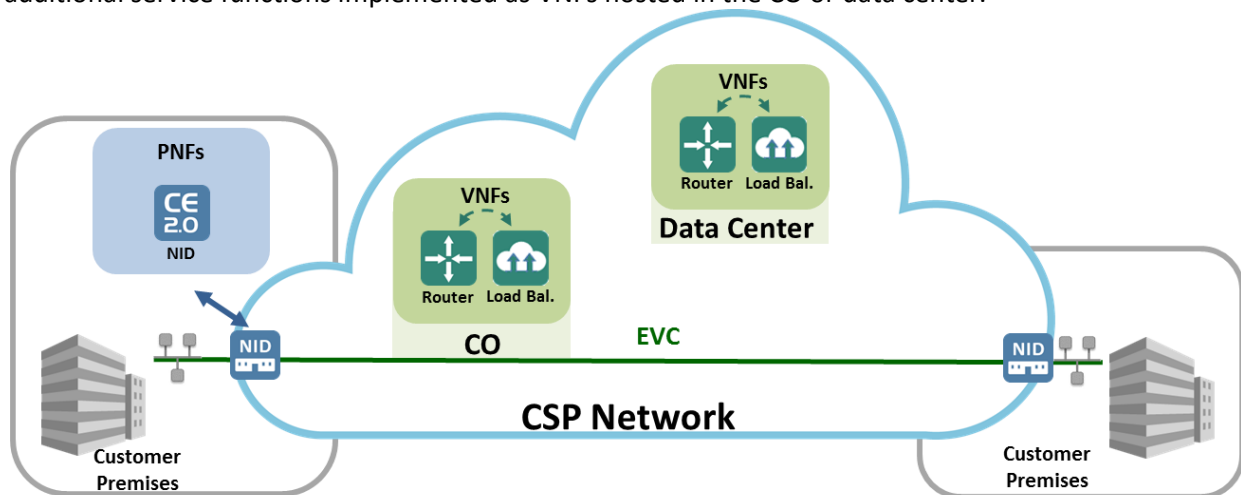 additional service functions implemented as VNFs hosted in the CO or data center.
VNFs
Router Load Bal.
Data Center
PNFs
CE
2.0
NID
VNFs
Router Load Bal.
CO
EVC
NID
NID
CSP Network
Customer
Premises
Customer
Premises